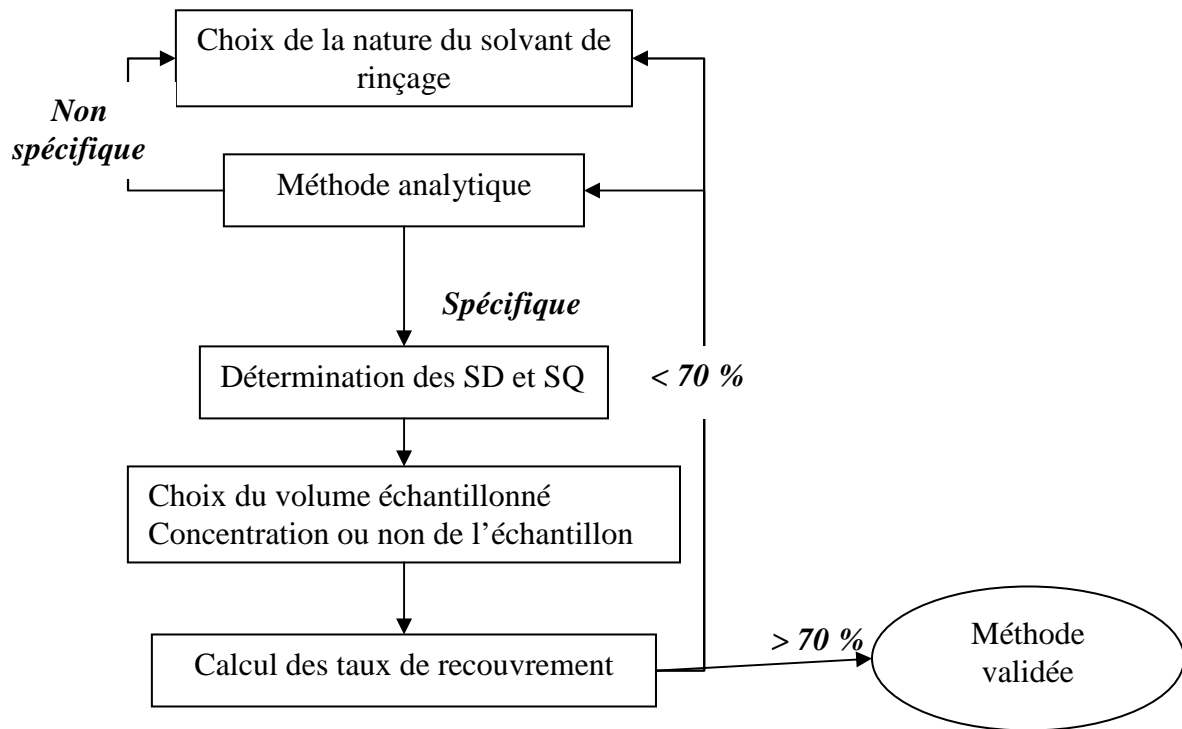 Choix de la nature du solvant de
rinçage
Non
spécifique
Méthode analytique
Spécifique
Détermination des SD et SQ
< 70 %
Choix du volume échantillonné
Concentration ou non de l’échantillon
Calcul des taux de recouvrement
> 70 %
Méthode
validée